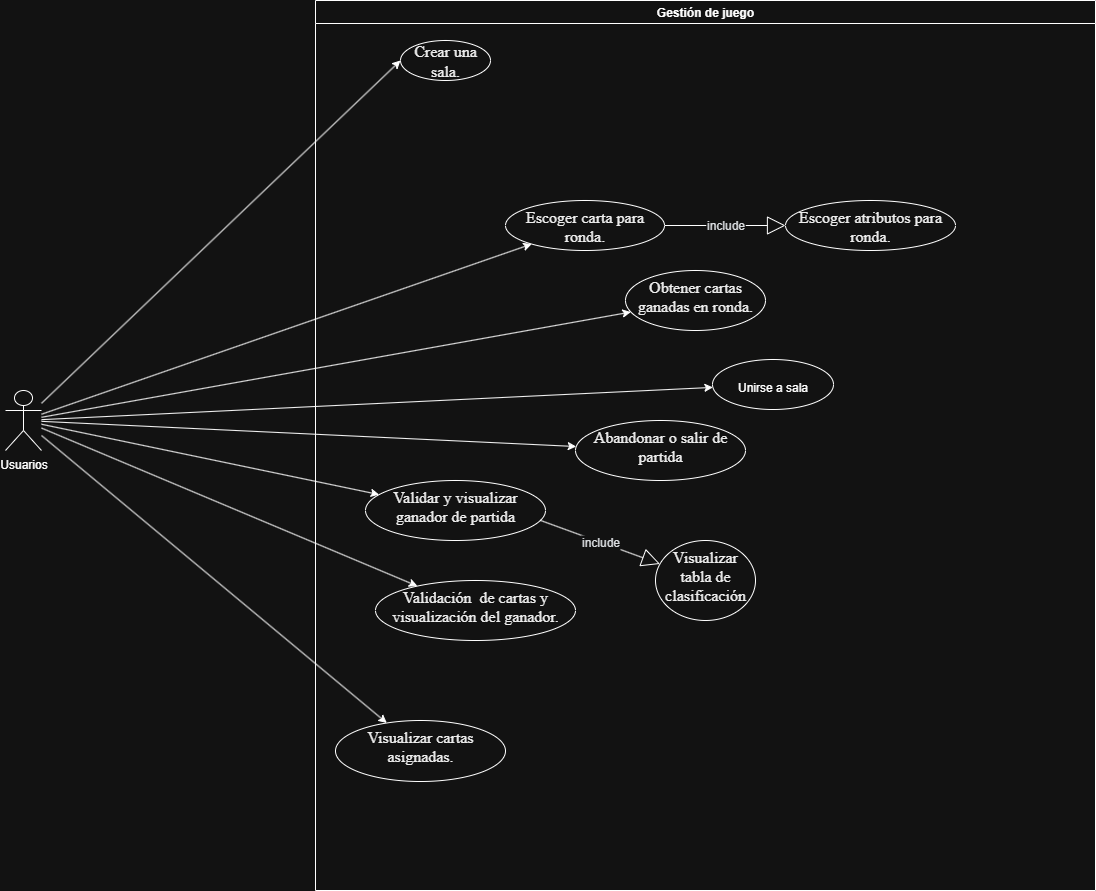 Gestión de juego
Crear una
sala.
Escoger carta para
ronda.
include
Escoger atributos para
ronda.
Obtener cartas
ganadas en ronda.
Unirse a sala
Usuarios
Abandonar o salir de
partida
Validar y visualizar
ganador de partida
include
Visualizar
tabla de
clasificación
Validación  de cartas y
visualización del ganador.
Visualizar cartas
asignadas.